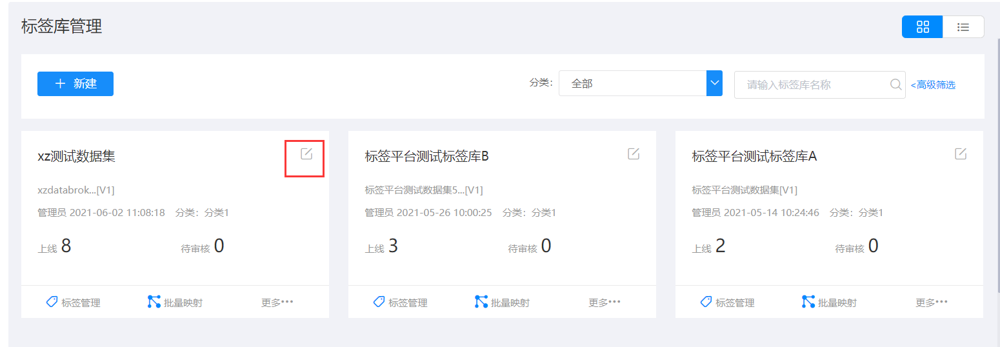 标签库管理
新建
分类： 全部 请输入标签库名称 <高级筛选
xz测试数据集
xzdatabrok...[V1]
管理员 2021-06-02 11:08:18 分类：分类1
上线 8 待审核 0
标签管理 批量映射 更多•••
标签平台测试标签库B
标签平台测试数据集5...[V1]
管理员 2021-05-26 10:00:25 分类：分类1
上线 3 待审核 0
标签管理 批量映射 更多•••
标签平台测试标签库A
标签平台测试数据集[V1]
管理员 2021-05-14 10:24:46 分类：分类1
上线 2 待审核 0
标签管理 批量映射 更多•••